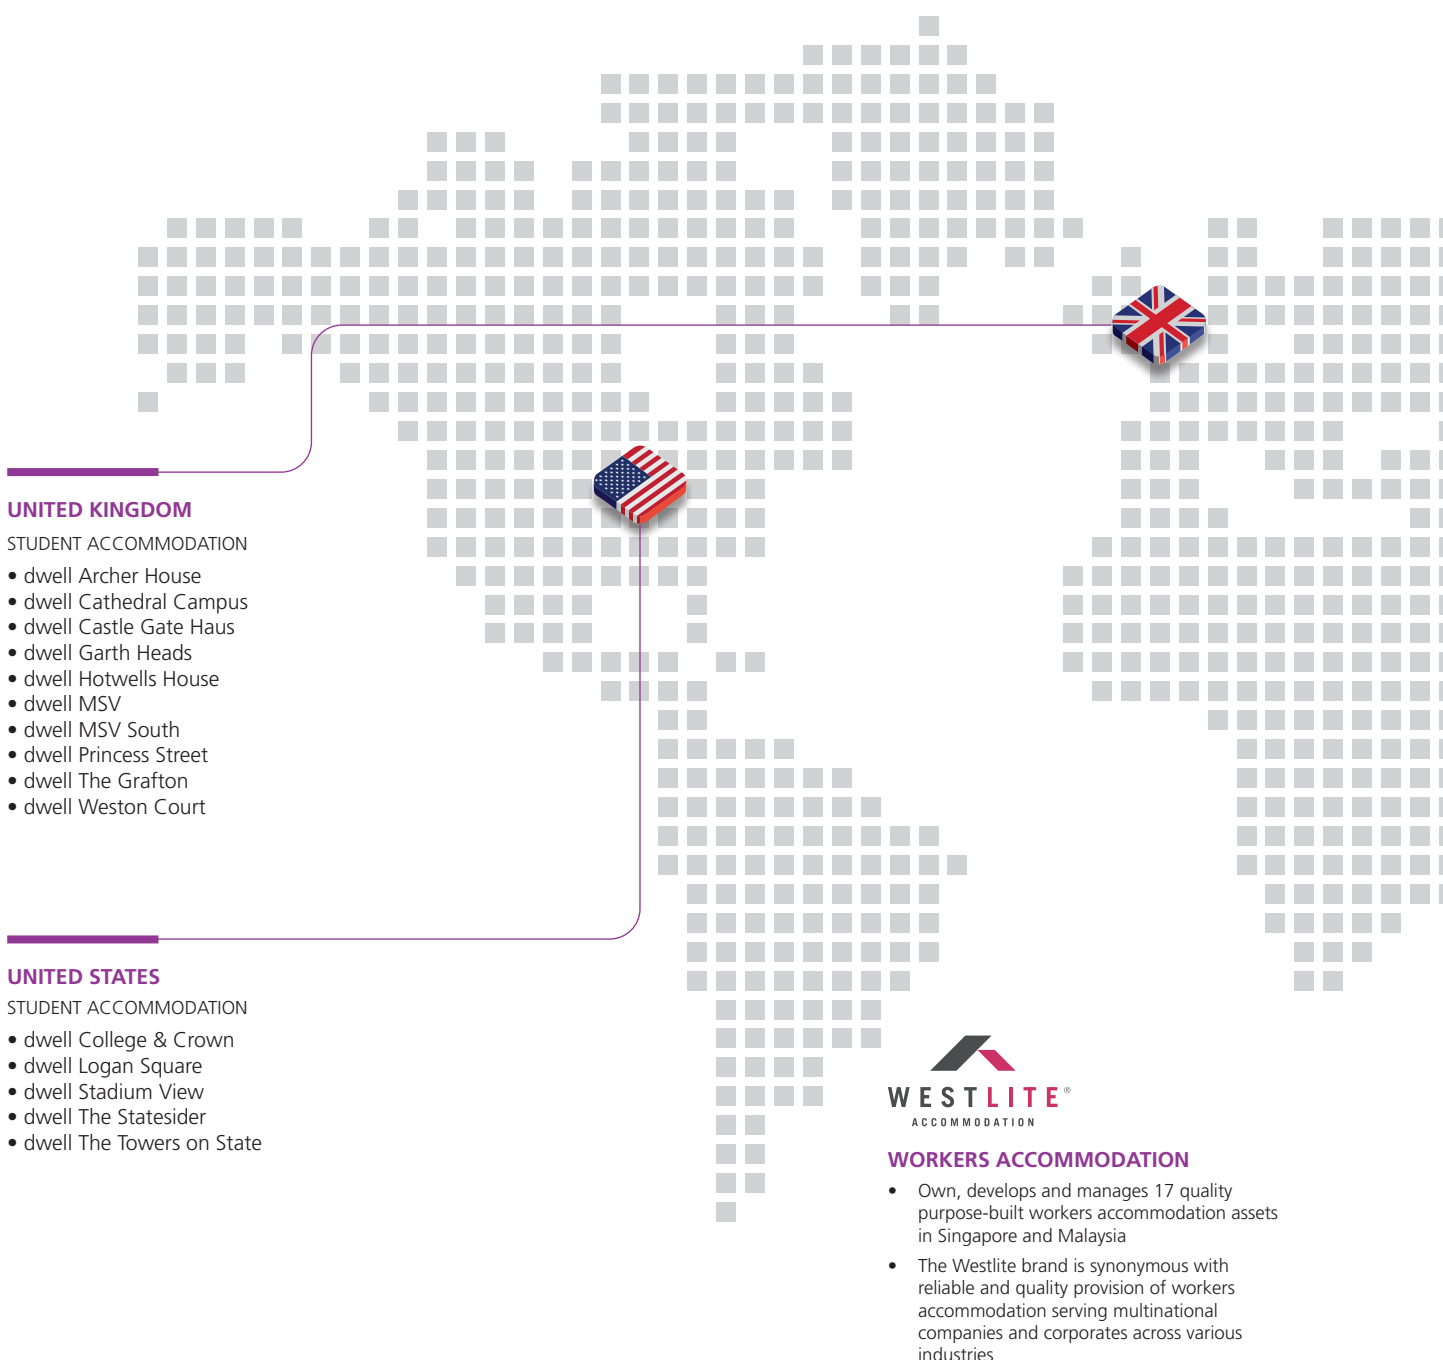 UNITED KINGDOM
STUDENT ACCOMMODATION
• dwell Archer House
• dwell Cathedral Campus
• dwell Castle Gate Haus
• dwell Garth Heads
• dwell Hotwells House
• dwell MSV
• dwell MSV South
• dwell Princess Street
• dwell The Grafton
• dwell Weston Court
UNITED STATES
STUDENT ACCOMMODATION
• dwell College & Crown
• dwell Logan Square
• dwell Stadium View
• dwell The Statesider
• dwell The Towers on State
WESTLITE®
ACCOMMODATION
WORKERS ACCOMMODATION
• Own, develops and manages 17 quality
purpose-built workers accommodation assets
in Singapore and Malaysia
• The Westlite brand is synonymous with
reliable and quality provision of workers
accommodation serving multinational
companies and corporates across various
industries